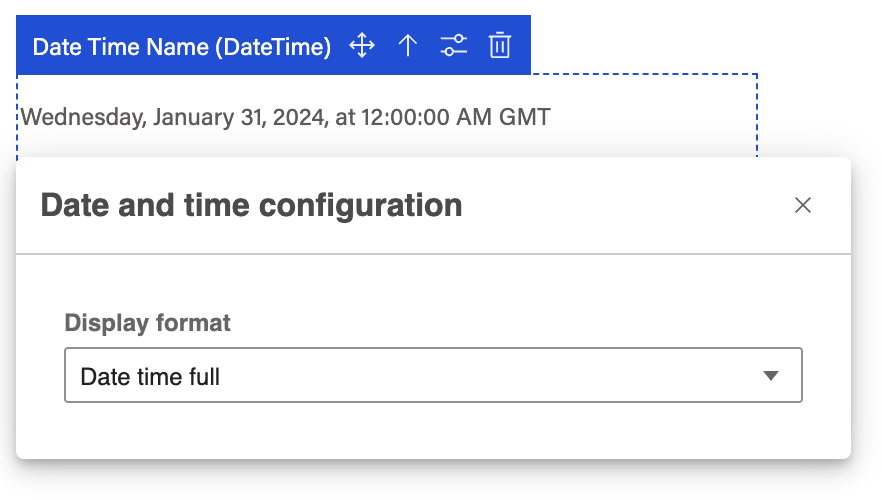 Date Time Name (DateTime)
Wednesday, January 31, 2024, at 12:00:00 AM GMT
Date and time configuration
Display format
Date time full